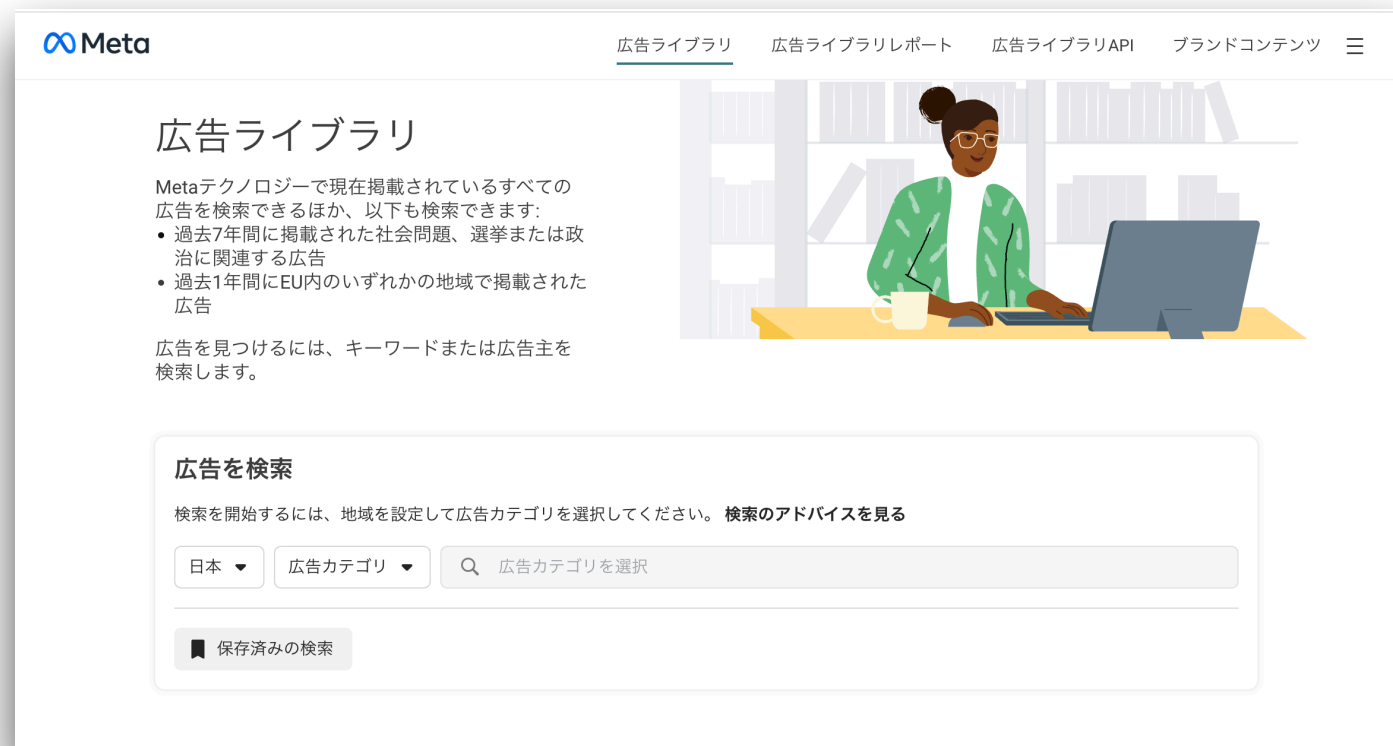 Meta
広告ライブラリ
広告ライブラリレポート
広告ライブラリAPI
ブランドコンテンツ
広告ライブラリ
Metaテクノロジーで現在掲載されているすべての
広告を検索できるほか、以下も検索できます:
• 過去7年間に掲載された社会問題、選挙または政
治に関連する広告
• 過去1年間にEU内のいずれかの地域で掲載された
広告
広告を見つけるには、キーワードまたは広告主を
検索します。
広告を検索
検索を開始するには、地域を設定して広告カテゴリを選択してください。 検索のアドバイスを見る
日本
広告カテゴリ
広告カテゴリを選択
保存済みの検索